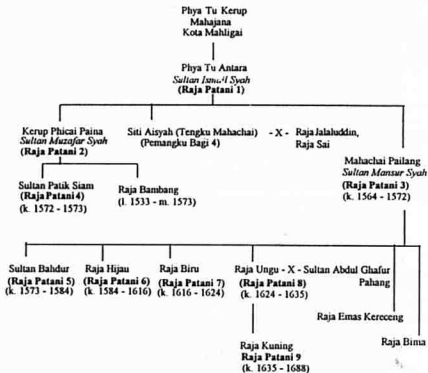 Phya Tu Kerup
Mahajana
Kota Mahligai
Phya Tu Antara
Sultan Ismail Syah
(Raja Patani 1)
Kerup Phicai Paina
Sultan Muzafar Syah
(Raja Patani 2)
Siti Aisyah (Tengku Mahachai) - X - Raja Jalaluddin,
(Pemangku Bagi 4) Raja Sai
Mahachai Pailang
Sultan Mansur Syah
(Raja Patani 3)
(k. 1564 - 1572)
Sultan Patik Siam
(Raja Patani 4)
(k. 1572 - 1573)
Raja Bambang
(l. 1533 - m. 1573)
Sultan Bahdur
(Raja Patani 5)
(k. 1573 - 1584)
Raja Hijau
(Raja Patani 6)
(k. 1584 - 1616)
Raja Biru
(Raja Patani 7)
(k. 1616 - 1624)
Raja Ungu - X - Sultan Abdul Ghafur
(Raja Patani 8) Pahang
(k. 1624 - 1635)
Raja Emas Kereceng
Raja Bima
Raja Kuning
Raja Patani 9
(k. 1635 - 1688)